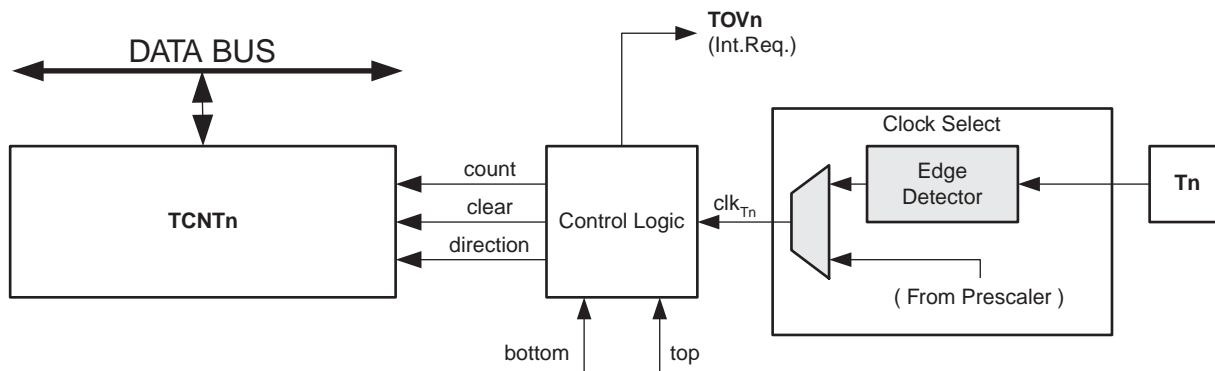 TOVn
(Int.Req.)
DATA BUS
Clock Select
count
Edge
Detector
Tn
clear
clkTn
TCNTn
Control Logic
direction
( From Prescaler )
bottom
top